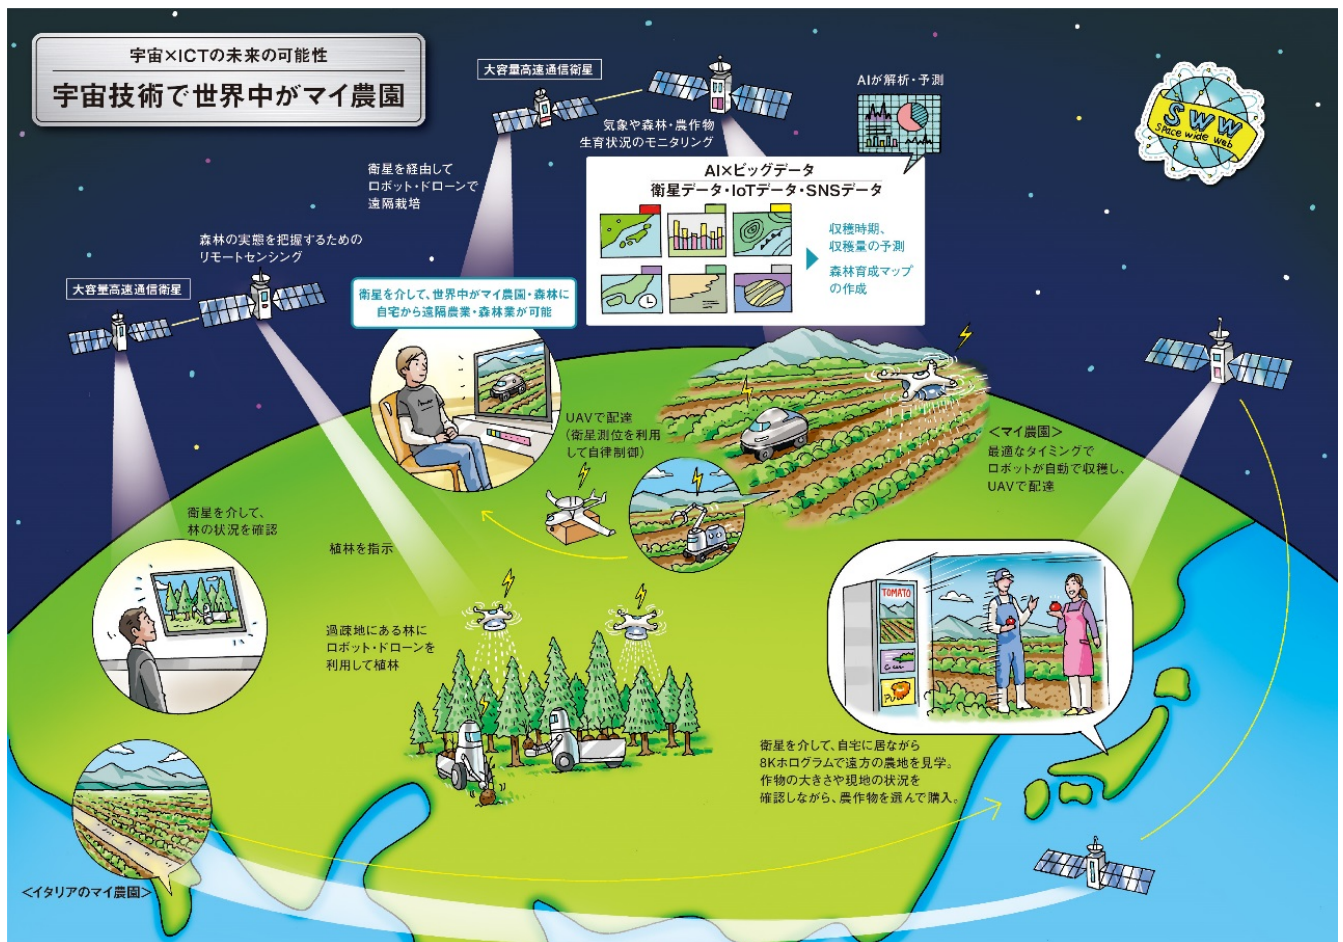 宇宙×ICTの未来の可能性
宇宙技術で世界中がマイ農園
大容量高速通信衛星
気象や森林・農作物
生育状況のモニタリング
AIが解析・予測
SWW
Space wide web
衛星を経由して
ロボット・ドローンで
遠隔栽培
AI×ビッグデータ
衛星データ・IoTデータ・SNSデータ
収穫時期、
収穫量の予測
森林育成マップ
の作成
森林の実態を把握するための
リモートセンシング
大容量高速通信衛星
衛星を介して、世界中がマイ農園・森林に
自宅から遠隔農業・森林業が可能
UAVで配達
(衛星測位を利用
して自律制御)
<マイ農園>
最適なタイミングで
ロボットが自動で収穫し、
UAVで配達
衛星を介して、
林の状況を確認
植林を指示
過疎地にある林に
ロボット・ドローンを
利用して植林
TOMATO
衛星を介して、自宅に居ながら
8Kホログラムで遠方の農地を見学。
作物の大きさや現地の状況を
確認しながら、農作物を選んで購入。
<イタリアのマイ農園>